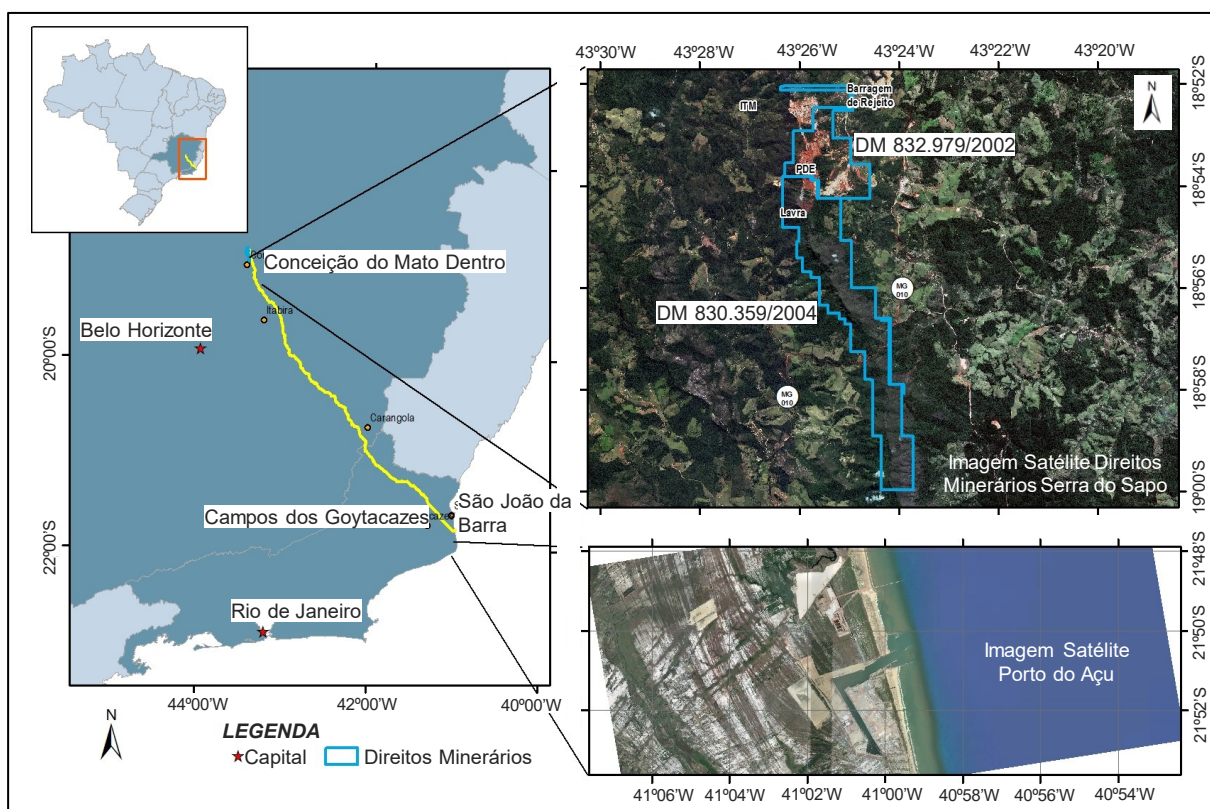 43°30'W 43°28'W 43°26'W 43°24'W 43°22'W 43°20'W
18°52'S
18°54'S
18°56'S
18°58'S
19°00'S
ITM
Barragem
de Rejeito
N
DM 832.979/2002
PDE
Lavra
MG
010
DM 830.359/2004
MG
010
Imagem Satélite Direitos
Minerários Serra do Sapo
Conceição do Mato Dentro
Itabira
Belo Horizonte
20°00'S
Carangola
São João da
Barra
Campos dos Goytacazes
22°00'S
Rio de Janeiro
44°00'W 42°00'W 40°00'W
21°48'S
21°50'S
21°52'S
Imagem Satélite
Porto do Açu
41°06'W 41°04'W 41°02'W 41°00'W 40°58'W 40°56'W 40°54'W
N
LEGENDA
Capital Direitos Minerários